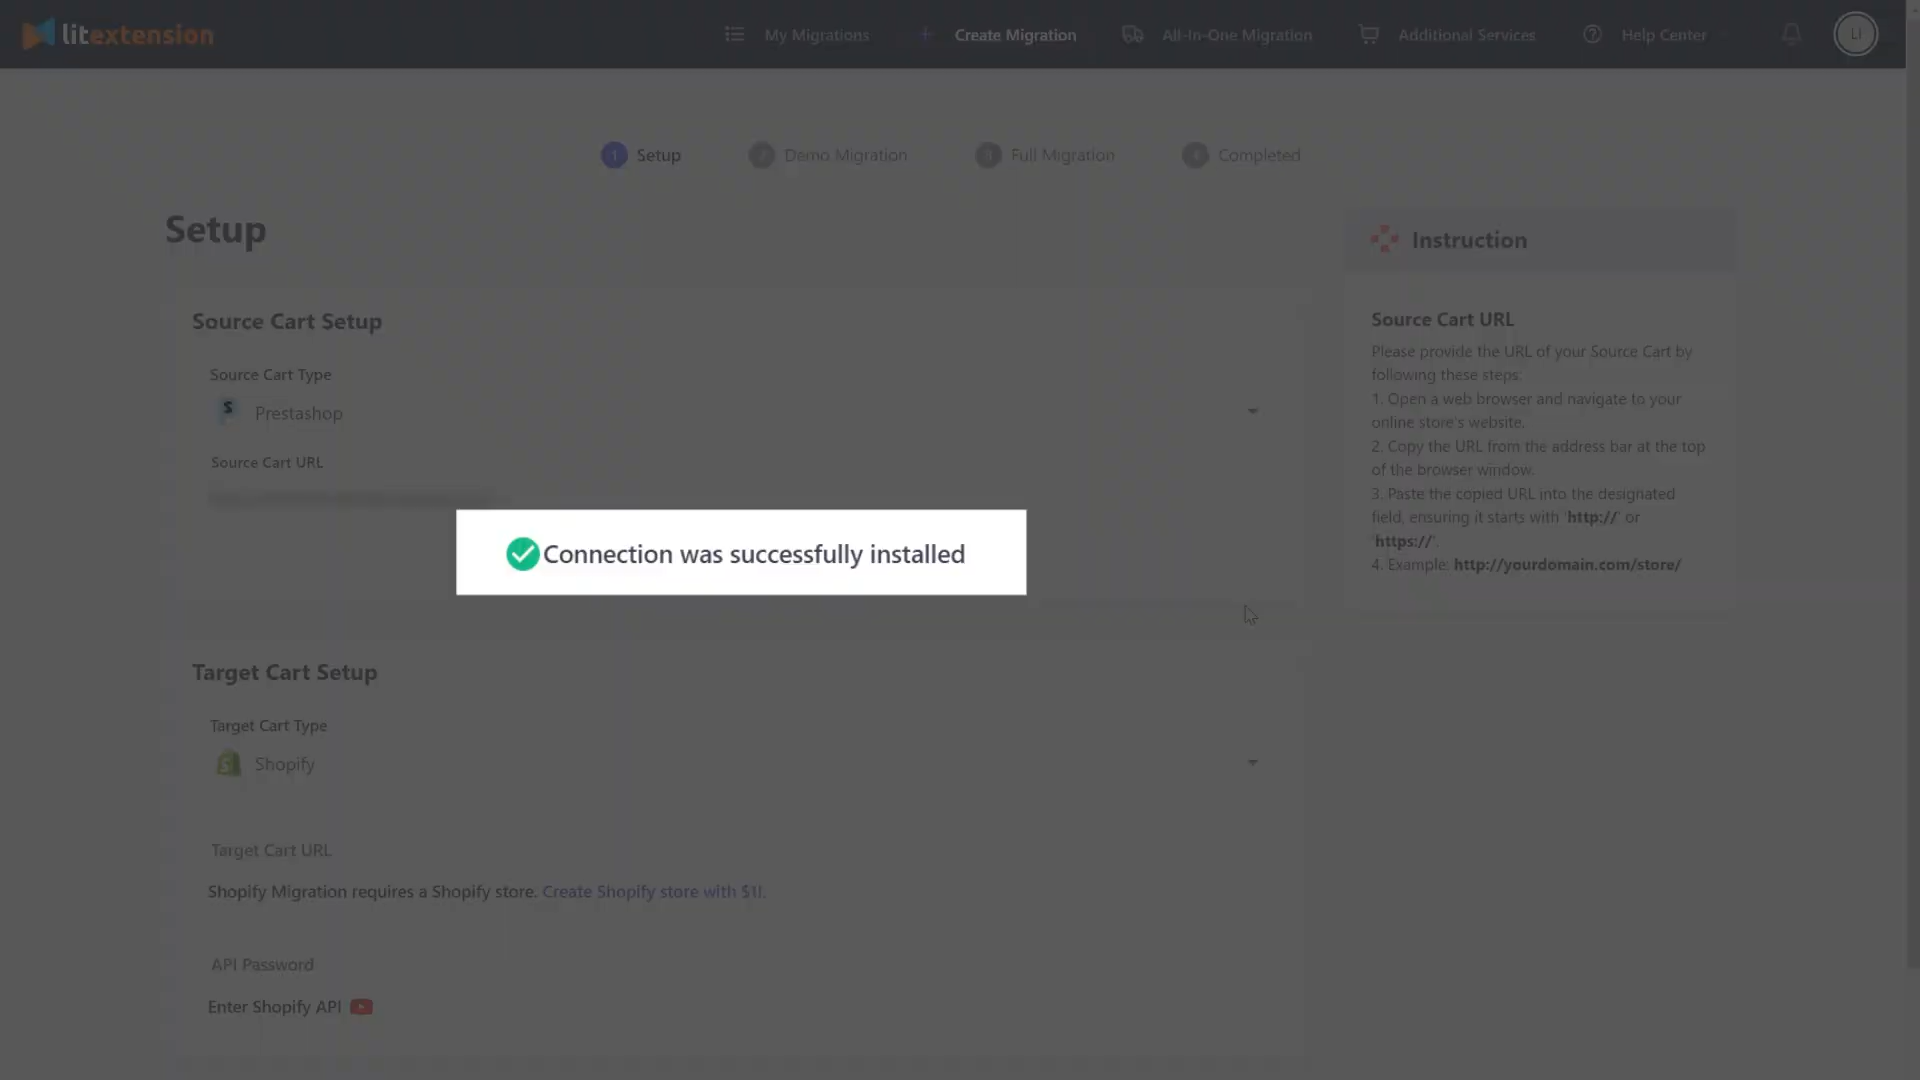 litextension
My Migrations
Create Migration
All-In-One Migration
Additional Services
Help Center
LI
1 Setup
2 Demo Migration
3 Full Migration
4 Completed
Setup
Source Cart Setup
Source Cart Type
Prestashop
Source Cart URL
Connection was successfully installed
Target Cart Setup
Target Cart Type
Shopify
Target Cart URL
Shopify Migration requires a Shopify store. Create Shopify store with $1!.
API Password
Enter Shopify API
Instruction
Source Cart URL
Please provide the URL of your Source Cart by
following these steps:
1. Open a web browser and navigate to your
online store's website.
2. Copy the URL from the address bar at the top
of the browser window.
3. Paste the copied URL into the designated
field, ensuring it starts with 'http://' or
'https://'.
4. Example: http://yourdomain.com/store/